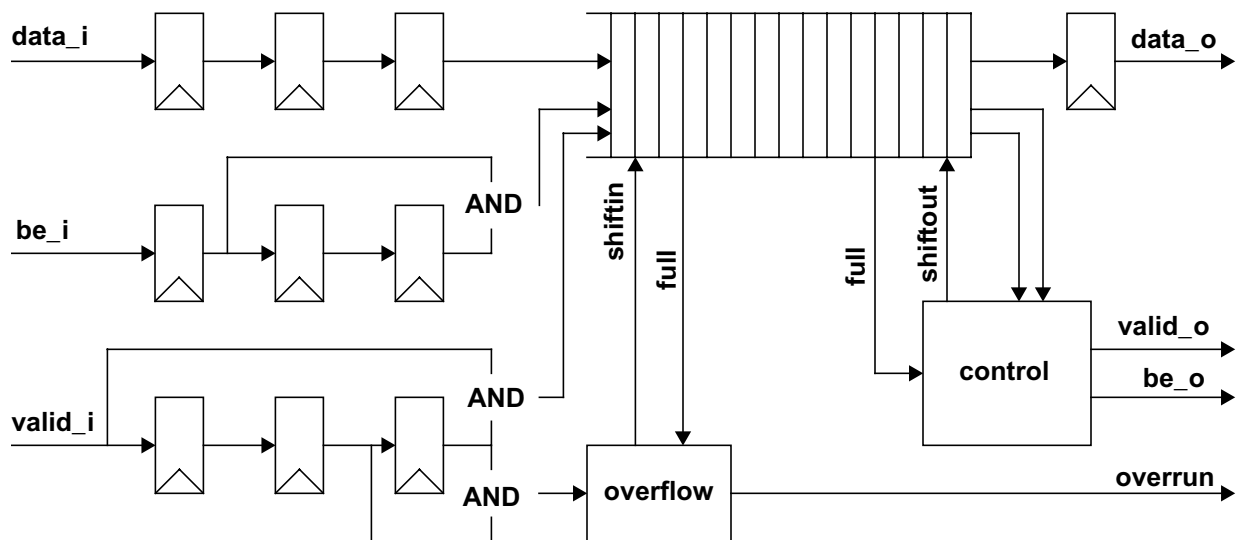 data_i
data_o
AND
be_i
shiftin
full
full
shiftout
valid_o
control
be_o
AND
valid_i
AND
overflow
overrun